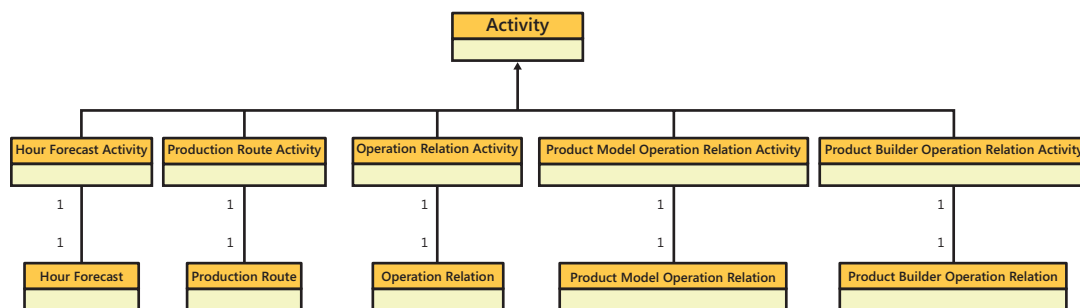 Activity
Hour Forecast Activity
Production Route Activity
Operation Relation Activity
Product Model Operation Relation Activity
Product Builder Operation Relation Activity
1
1
1
1
1
1
1
1
1
1
Hour Forecast
Production Route
Operation Relation
Product Model Operation Relation
Product Builder Operation Relation